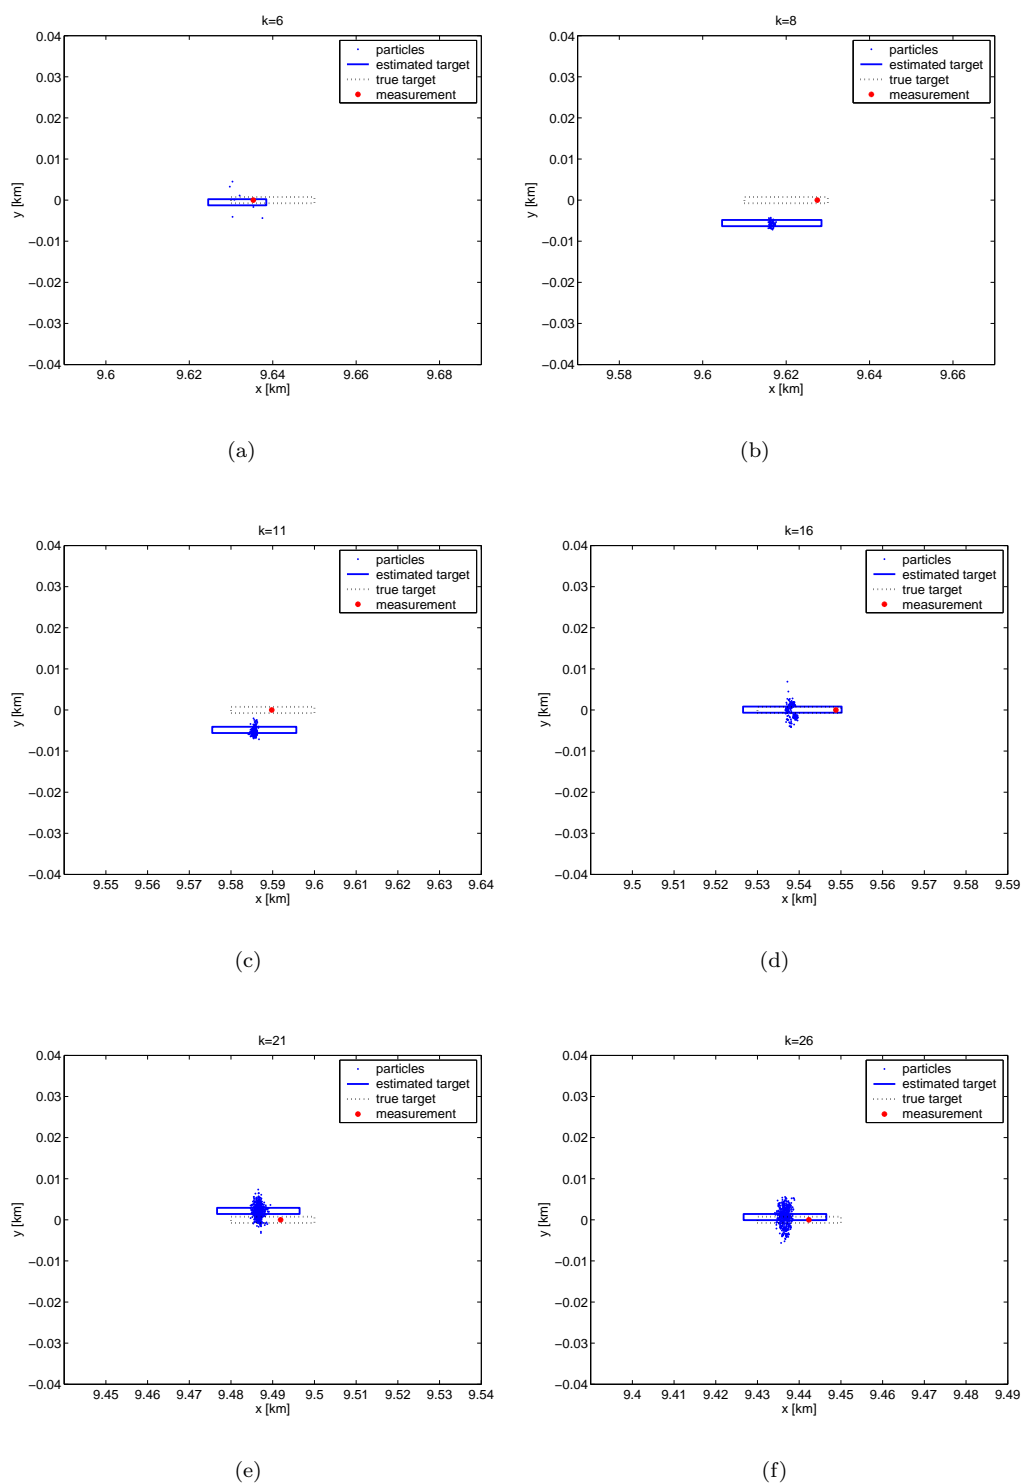 k=6
0.04
0.03
0.02
0.01
0
−0.01
−0.02
−0.03
−0.04
y [km]
9.6 9.62 9.64 9.66 9.68
x [km]
particles
estimated target
true target
measurement
(a)
k=8
0.04
0.03
0.02
0.01
0
−0.01
−0.02
−0.03
−0.04
y [km]
9.58 9.6 9.62 9.64 9.66
x [km]
particles
estimated target
true target
measurement
(b)
k=11
0.04
0.03
0.02
0.01
0
−0.01
−0.02
−0.03
−0.04
y [km]
9.55 9.56 9.57 9.58 9.59 9.6 9.61 9.62 9.63 9.64
x [km]
particles
estimated target
true target
measurement
(c)
k=16
0.04
0.03
0.02
0.01
0
−0.01
−0.02
−0.03
−0.04
y [km]
9.5 9.51 9.52 9.53 9.54 9.55 9.56 9.57 9.58 9.59
x [km]
particles
estimated target
true target
measurement
(d)
k=21
0.04
0.03
0.02
0.01
0
−0.01
−0.02
−0.03
−0.04
y [km]
9.45 9.46 9.47 9.48 9.49 9.5 9.51 9.52 9.53 9.54
x [km]
particles
estimated target
true target
measurement
(e)
k=26
0.04
0.03
0.02
0.01
0
−0.01
−0.02
−0.03
−0.04
y [km]
9.4 9.41 9.42 9.43 9.44 9.45 9.46 9.47 9.48 9.49
x [km]
particles
estimated target
true target
measurement
(f)